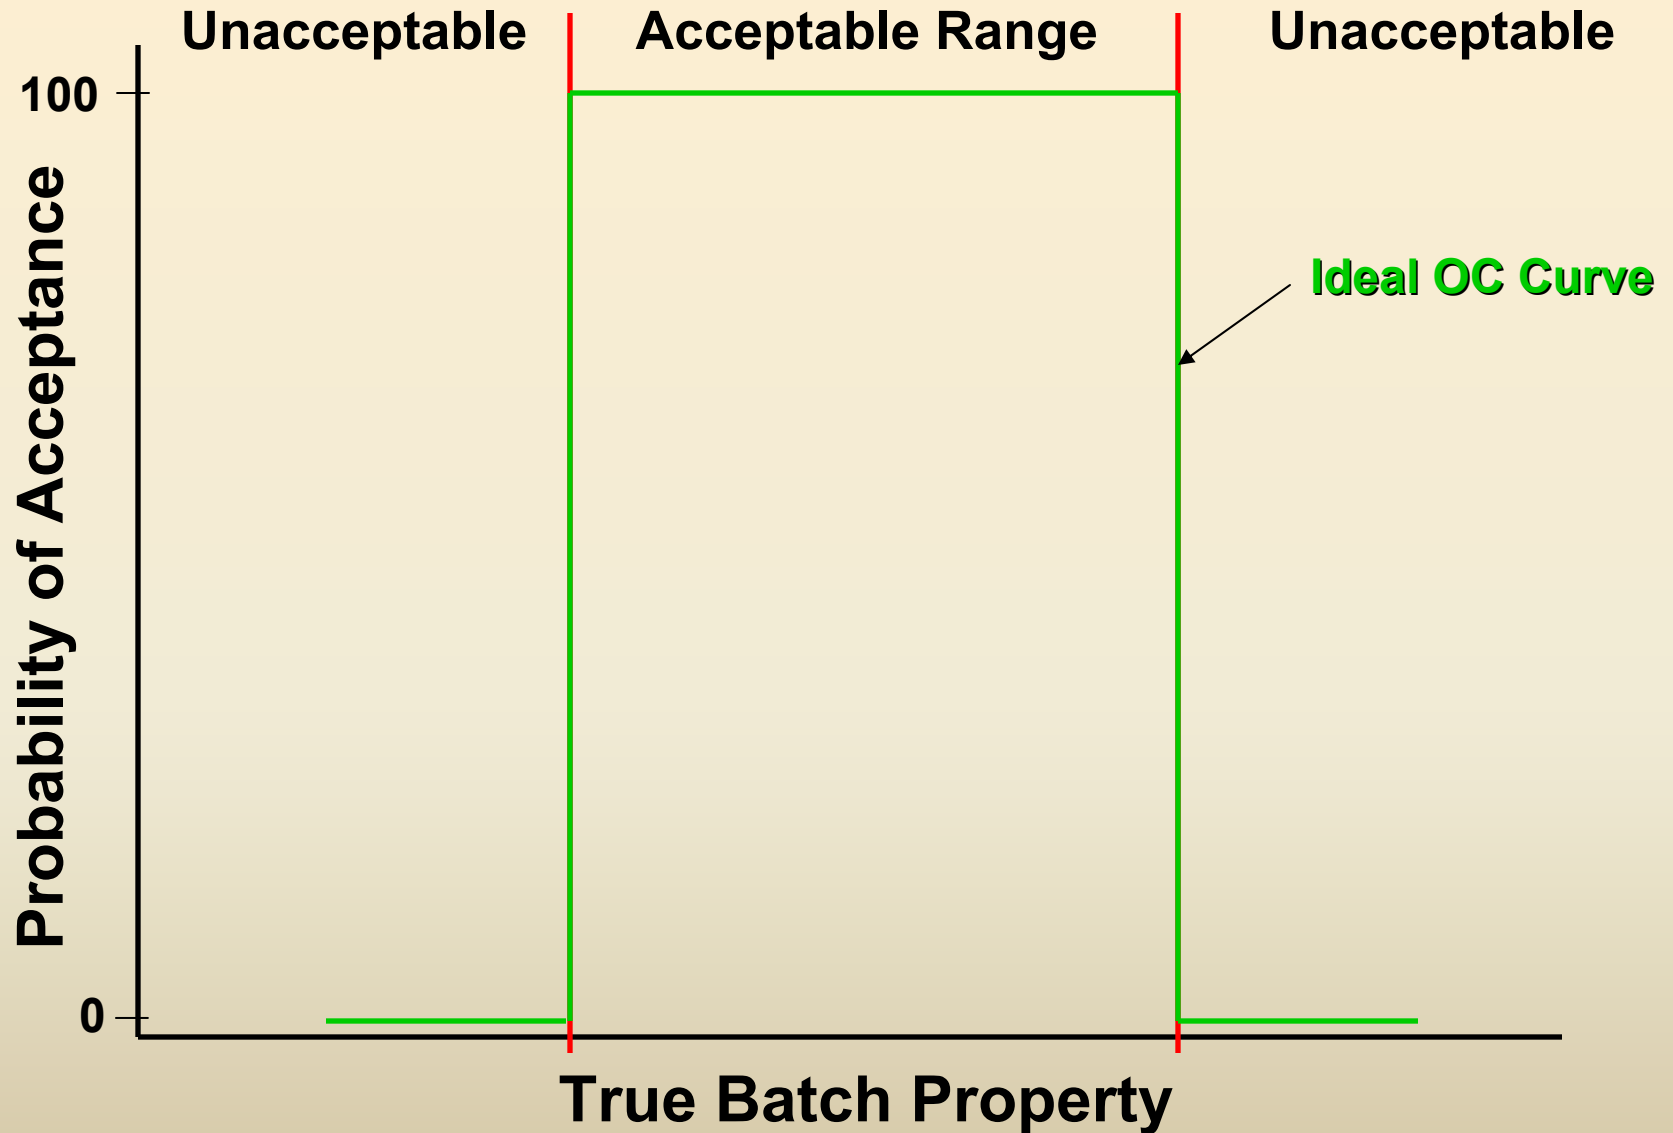 Unacceptable
Acceptable Range
Unacceptable
100
Probability of Acceptance
Ideal OC Curve
0
True Batch Property